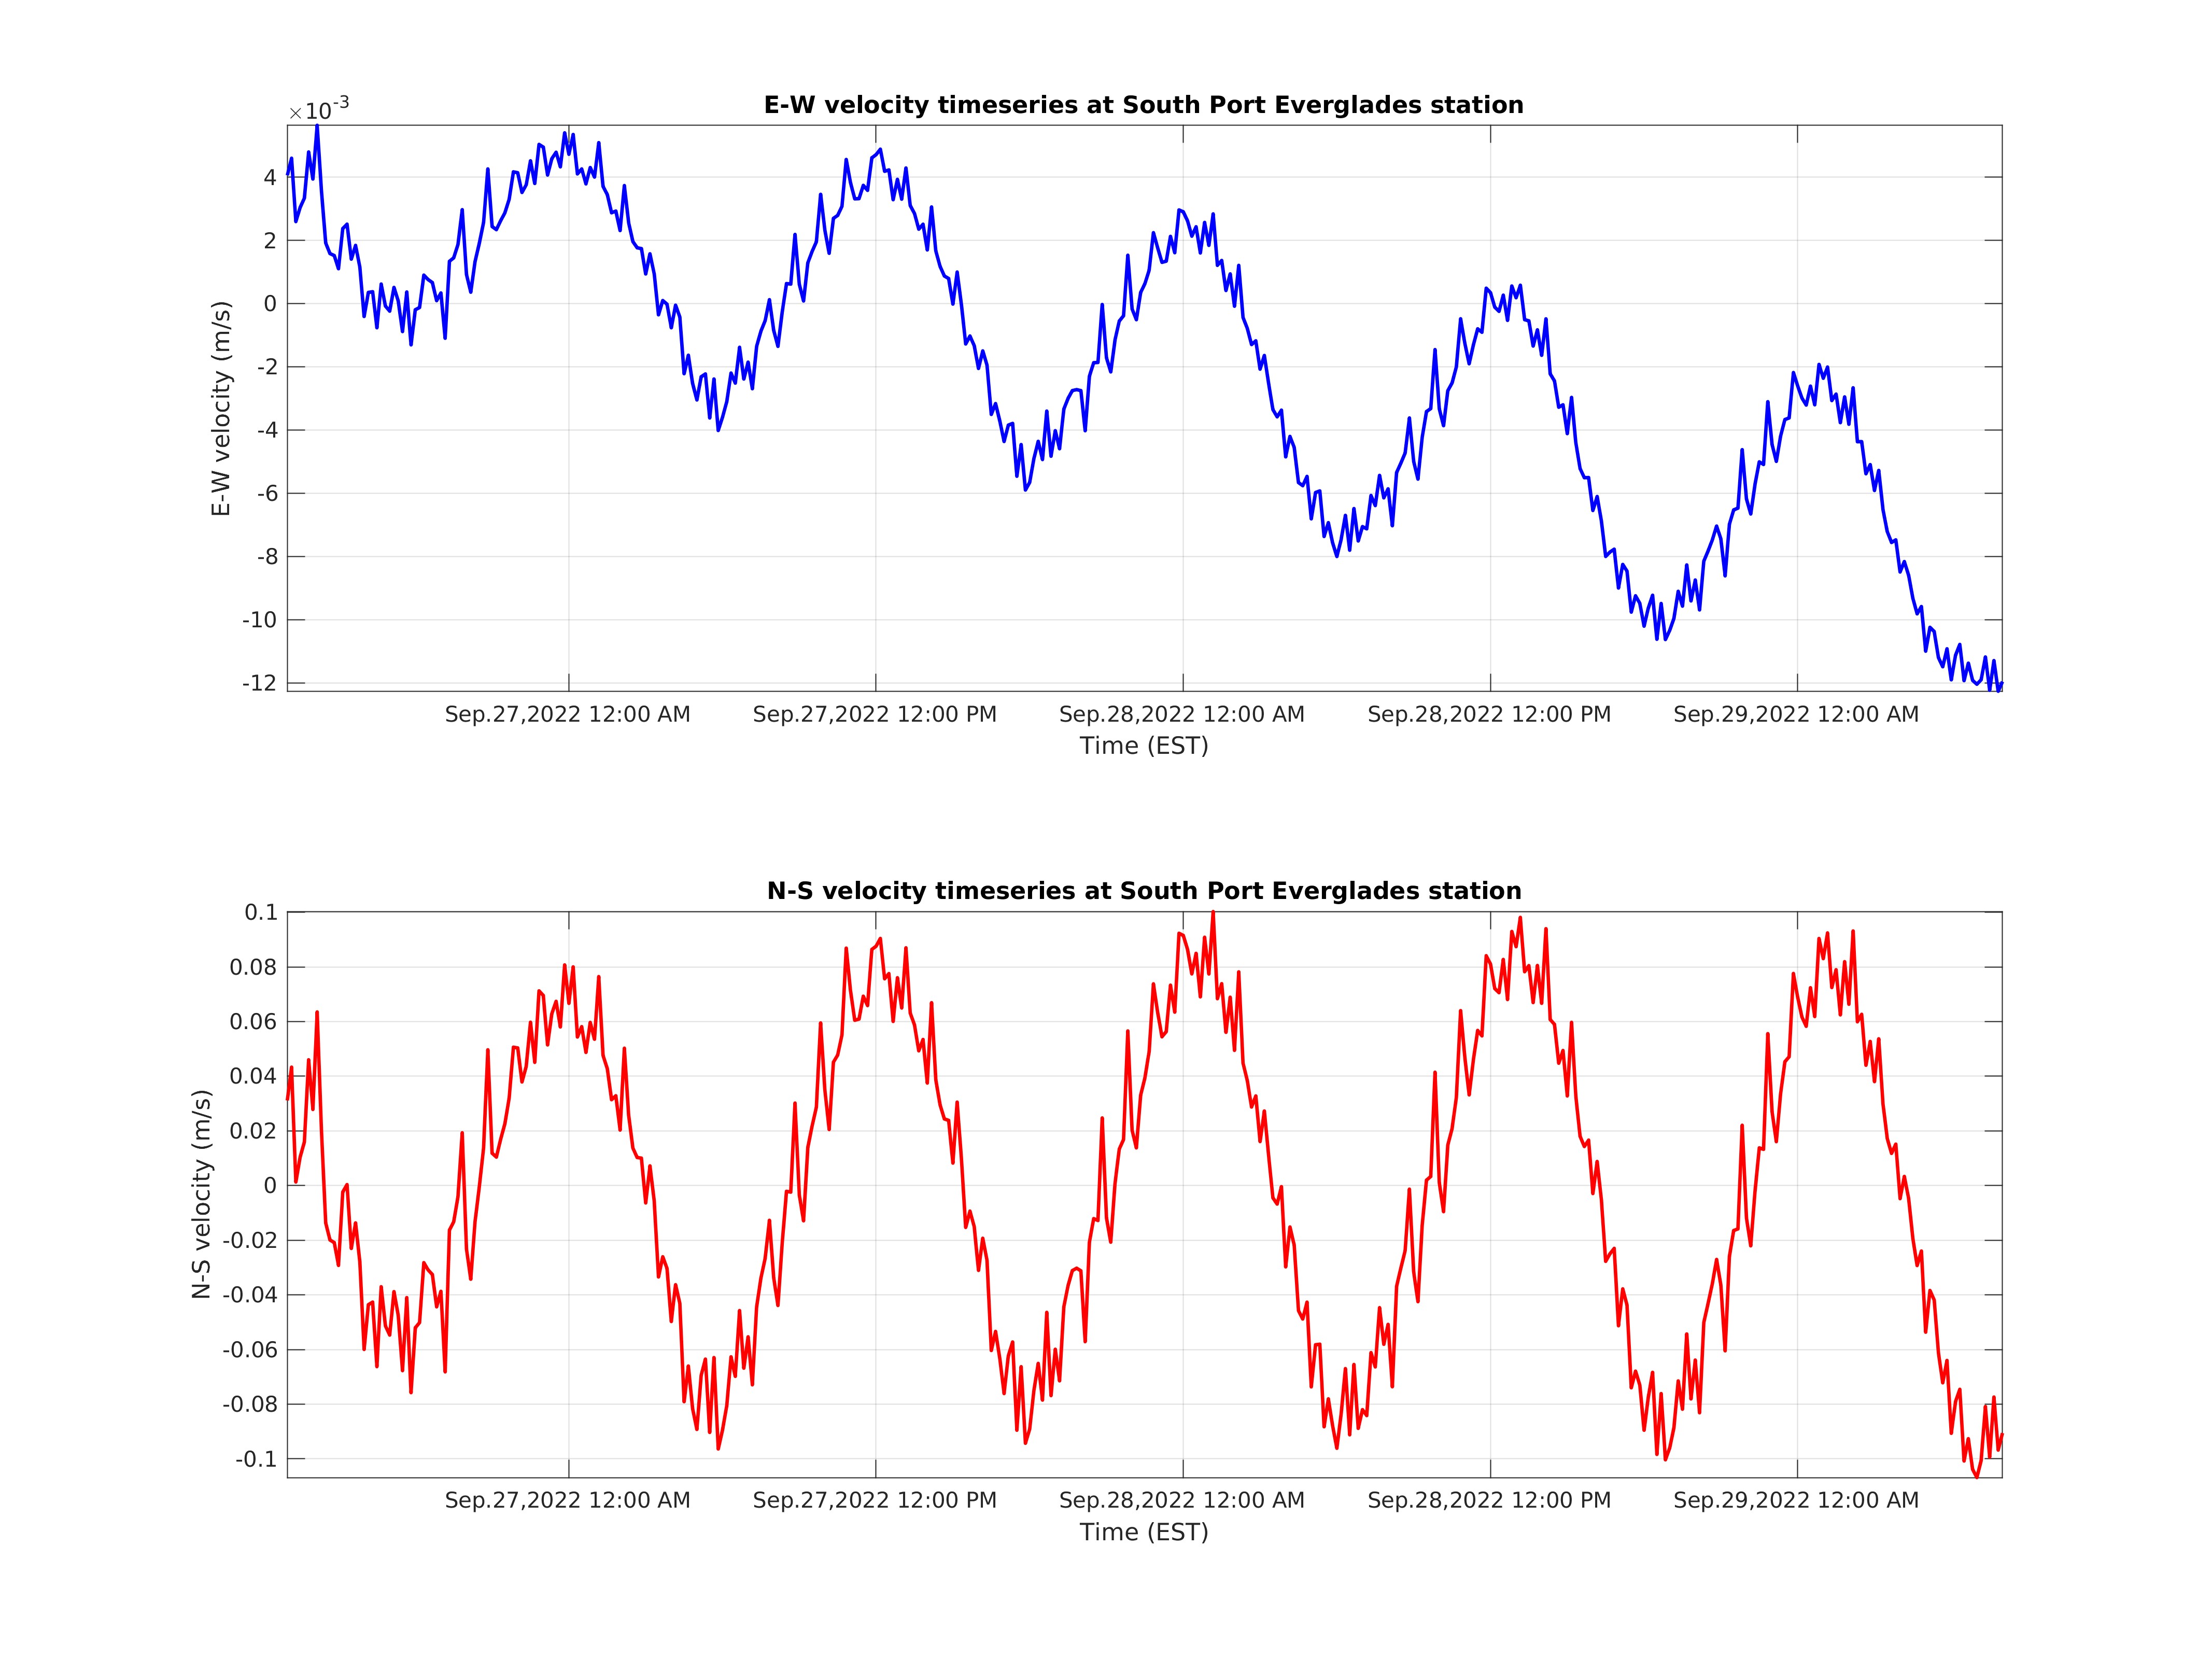 E-W velocity timeseries at South Port Everglades station
×10-3
4
2
0
-2
-4
-6
-8
-10
-12
E-W velocity (m/s)
Sep.27,2022 12:00 AM Sep.27,2022 12:00 PM Sep.28,2022 12:00 AM Sep.28,2022 12:00 PM Sep.29,2022 12:00 AM
Time (EST)
N-S velocity timeseries at South Port Everglades station
0.1
0.08
0.06
0.04
0.02
0
-0.02
-0.04
-0.06
-0.08
-0.1
N-S velocity (m/s)
Sep.27,2022 12:00 AM Sep.27,2022 12:00 PM Sep.28,2022 12:00 AM Sep.28,2022 12:00 PM Sep.29,2022 12:00 AM
Time (EST)